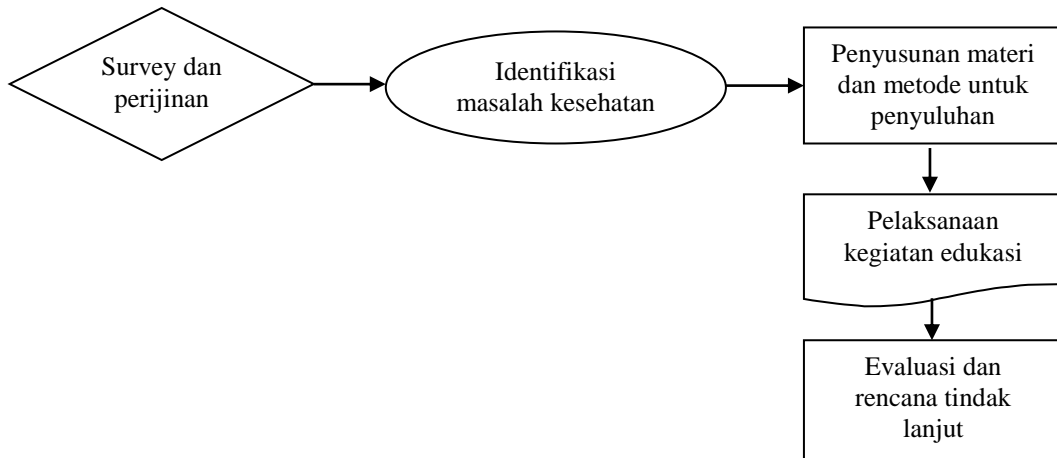 Survey dan
perijinan
Identifikasi
masalah kesehatan
Penyusunan materi
dan metode untuk
penyuluhan
Pelaksanaan
kegiatan edukasi
Evaluasi dan
rencana tindak
lanjut